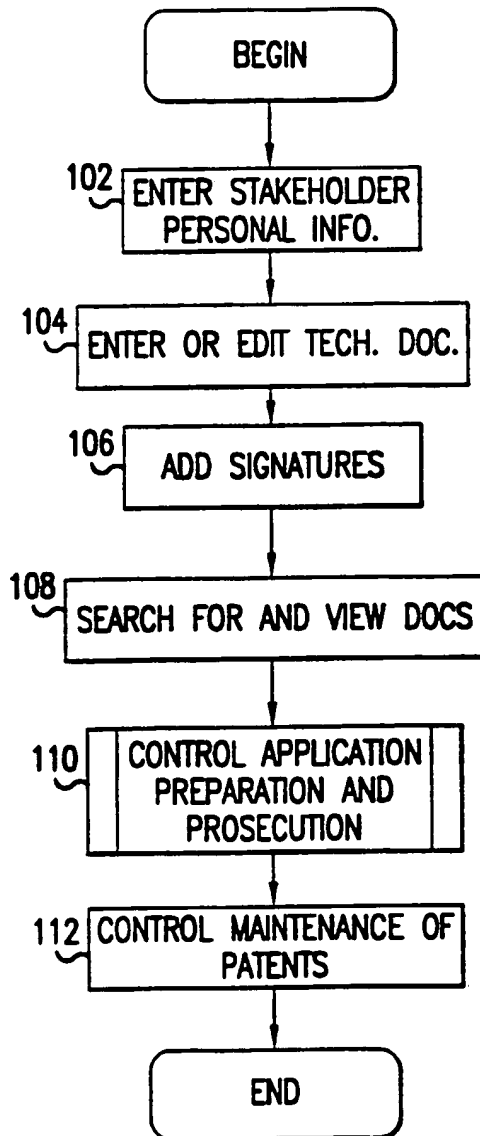 BEGIN
102
ENTER STAKEHOLDER
PERSONAL INFO.
104
ENTER OR EDIT TECH. DOC.
106
ADD SIGNATURES
108
SEARCH FOR AND VIEW DOCS
110
CONTROL APPLICATION
PREPARATION AND
PROSECUTION
112
CONTROL MAINTENANCE OF
PATENTS
END